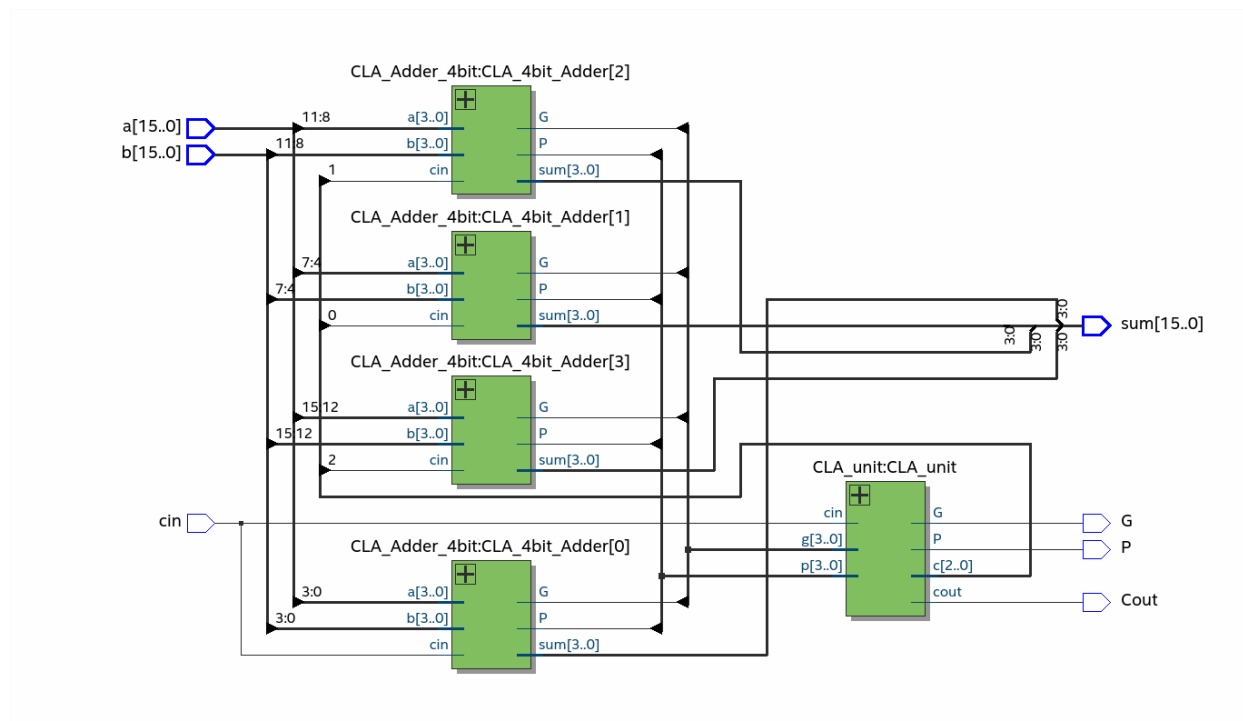 CLA_Adder_4bit:CLA_4bit_Adder[2]
a[15..0]
11:8
a[3..0]
G
b[15..0]
11:8
b[3..0]
P
1
cin
sum[3..0]
CLA_Adder_4bit:CLA_4bit_Adder[1]
7:4
a[3..0]
G
7:4
b[3..0]
P
0
cin
sum[3..0]
3:0
3:0
3:0
3:0
sum[15..0]
CLA_Adder_4bit:CLA_4bit_Adder[3]
15:12
a[3..0]
G
15:12
b[3..0]
P
2
cin
sum[3..0]
CLA_unit:CLA_unit
cin
cin
G
G
g[3..0]
P
P
p[3..0]
c[2..0]
cout
Cout
CLA_Adder_4bit:CLA_4bit_Adder[0]
3:0
a[3..0]
G
3:0
b[3..0]
P
cin
sum[3..0]